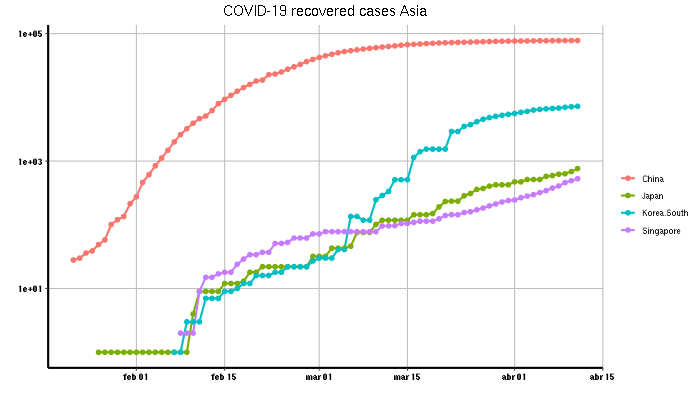 COVID-19 recovered cases Asia
1e+05
1e+03
1e+01
feb 01
feb 15
mar 01
mar 15
abr 01
abr 15
China
Japan
Korea.South
Singapore